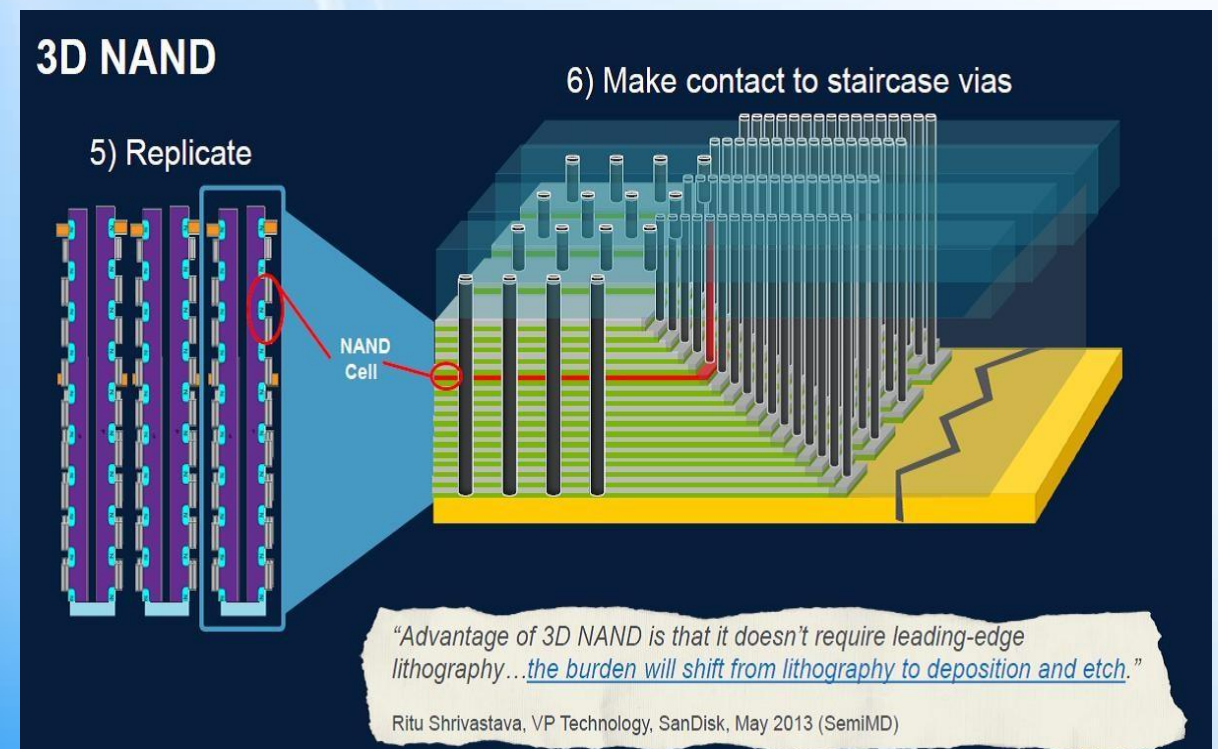 3D NAND
5) Replicate
6) Make contact to staircase vias
NAND
Cell
“Advantage of 3D NAND is that it doesn’t require leading-edge
lithography…the burden will shift from lithography to deposition and etch.”
Ritu Shrivastava, VP Technology, SanDisk, May 2013 (SemiMD)